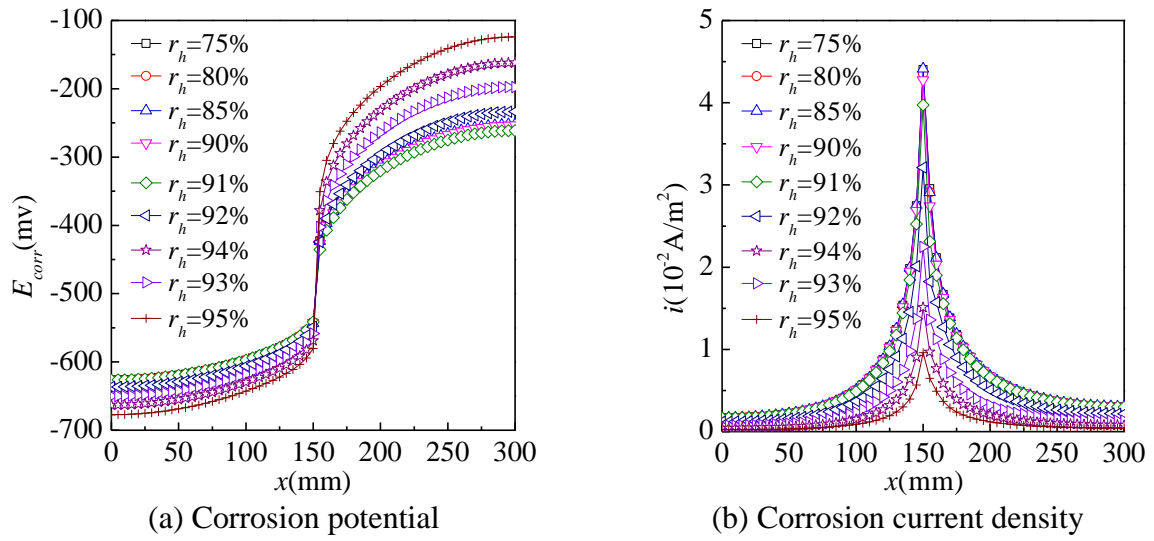 -100
-200
-300
-400
-500
-600
-700
E_corr(mv)
r_h=75%
r_h=80%
r_h=85%
r_h=90%
r_h=91%
r_h=92%
r_h=94%
r_h=93%
r_h=95%
0 50 100 150 200 250 300
x(mm)
(a) Corrosion potential
5
4
3
2
1
0
i(10^-2 A/m^2)
r_h=75%
r_h=80%
r_h=85%
r_h=90%
r_h=91%
r_h=92%
r_h=94%
r_h=93%
r_h=95%
0 50 100 150 200 250 300
x(mm)
(b) Corrosion current density